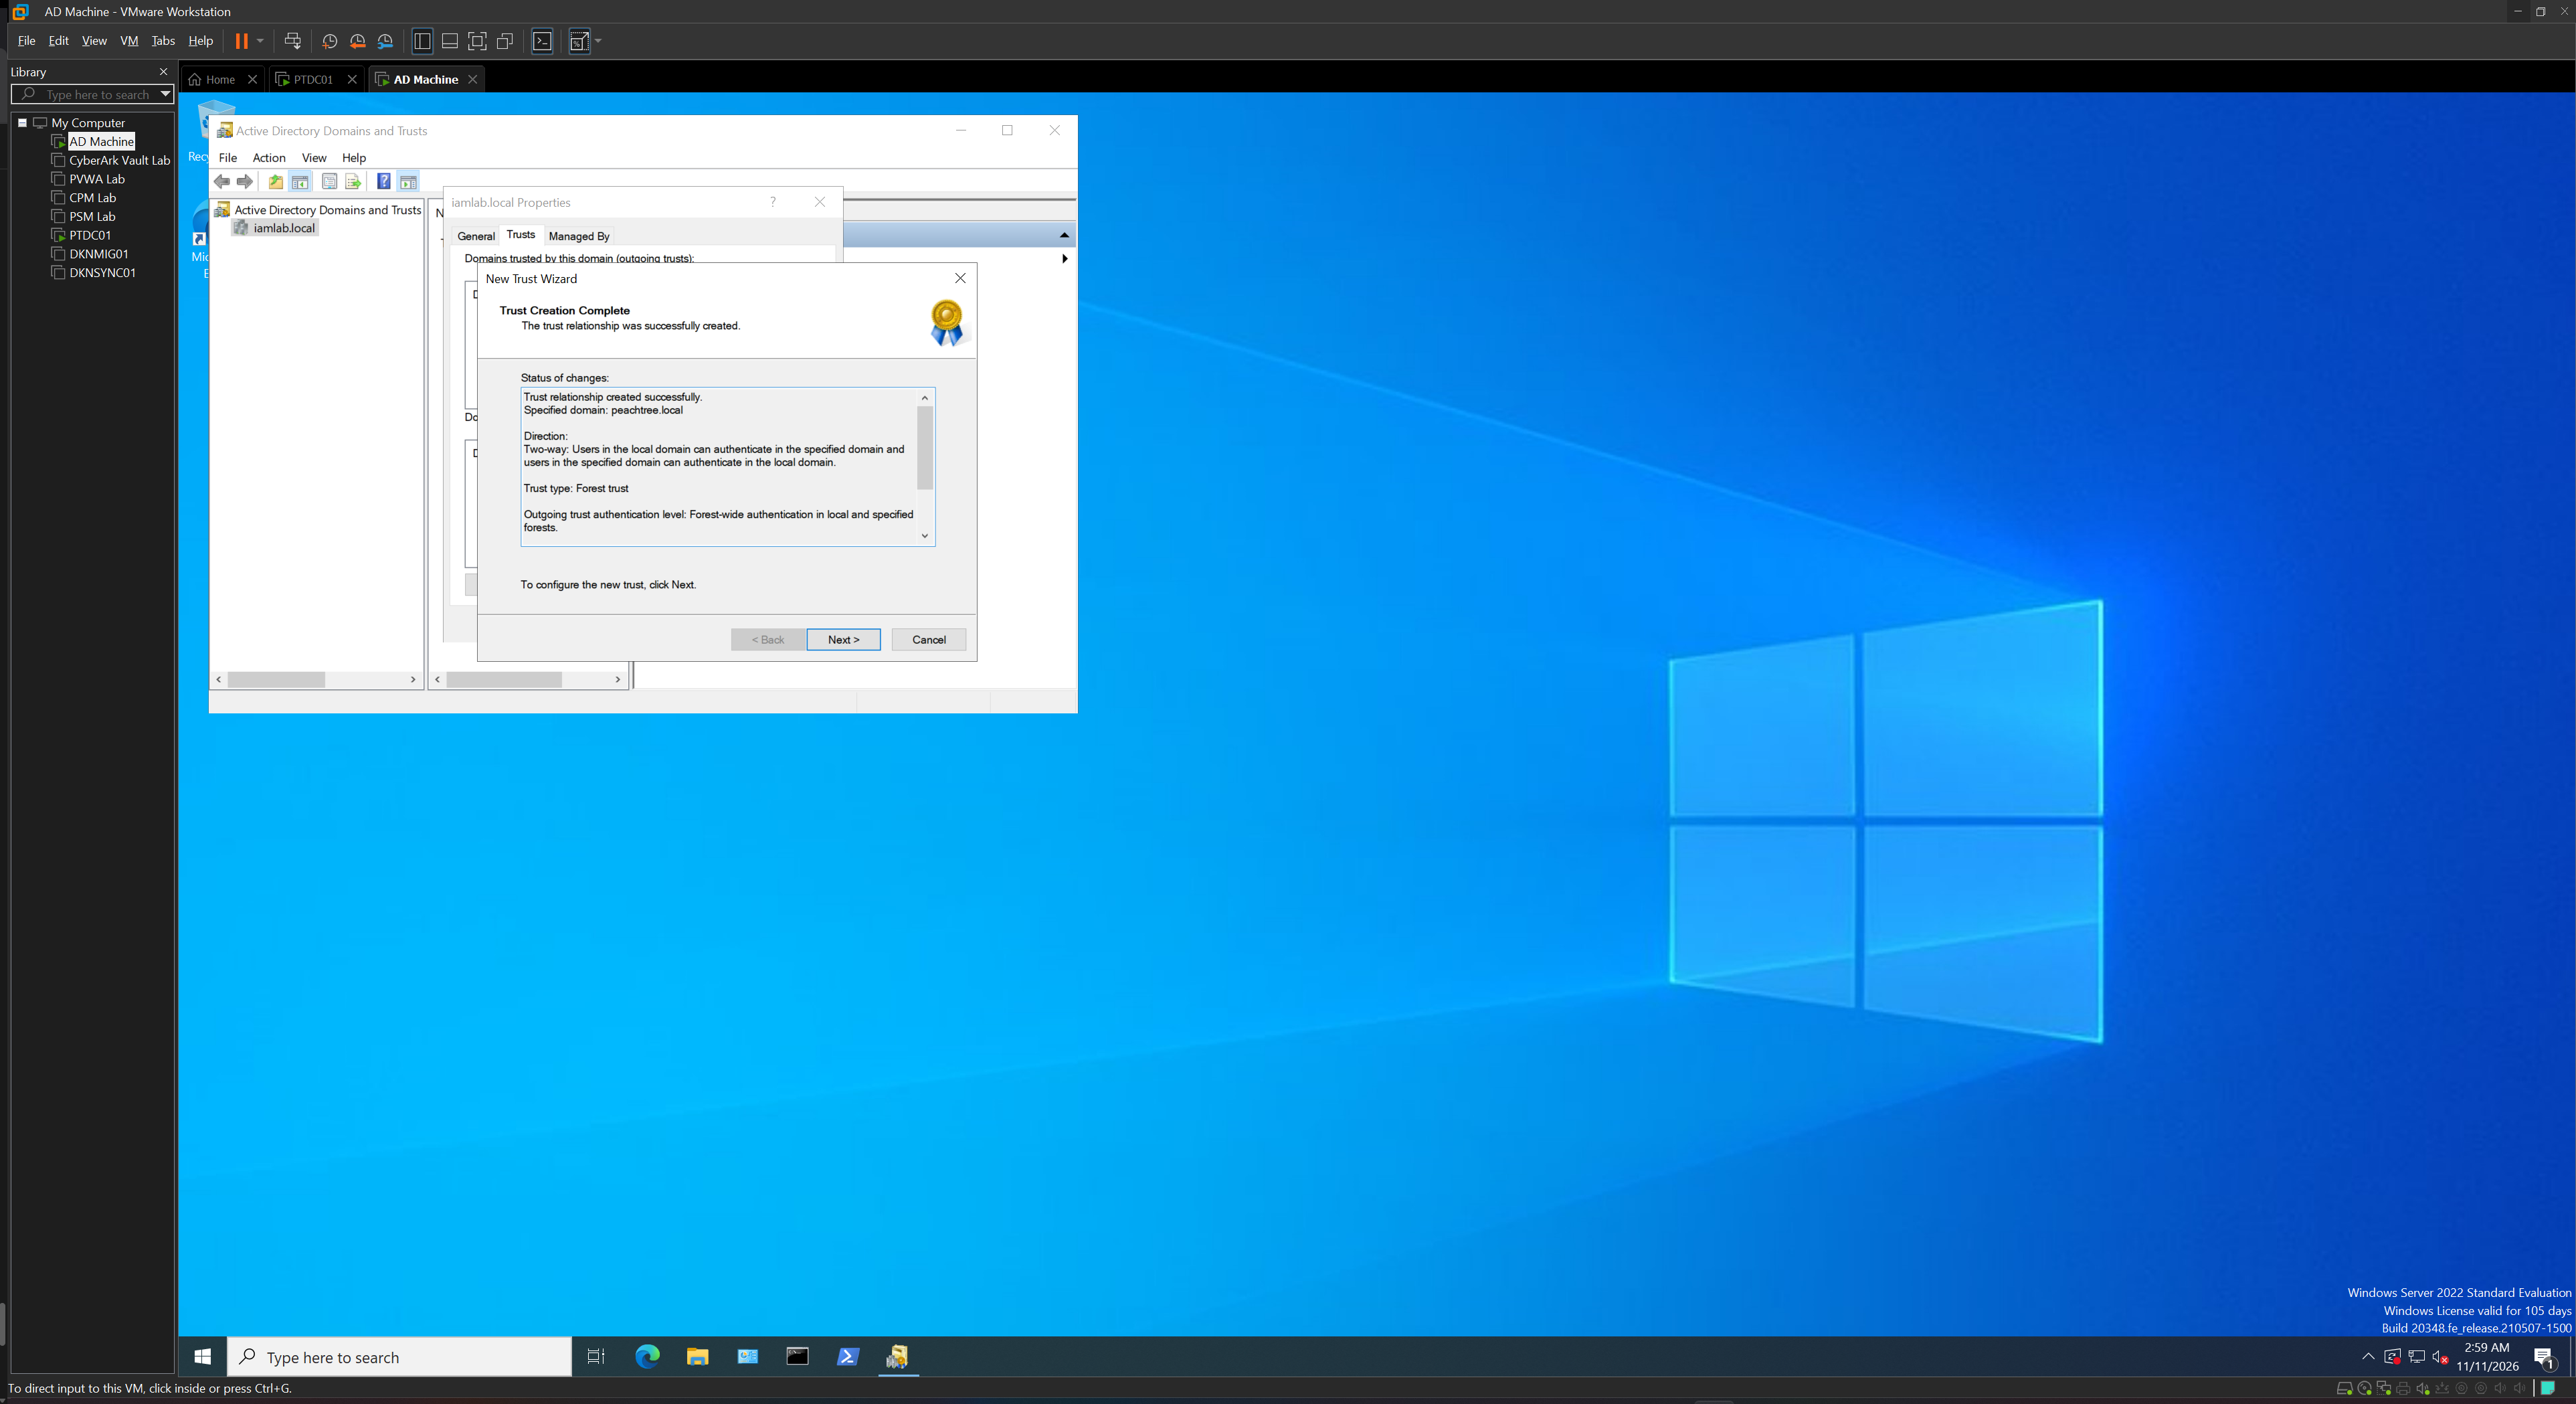 AD Machine - VMware Workstation
File Edit View VM Tabs Help
Library
Type here to search
My Computer
AD Machine
CyberArk Vault Lab
PVWA Lab
CPM Lab
PSM Lab
PTDC01
DKNMIG01
DKNSYNC01
Home
PTDC01
AD Machine
Recy
Mic
E
Active Directory Domains and Trusts
File Action View Help
Active Directory Domains and Trusts
iamlab.local
N
iamlab.local Properties
?
General Trusts Managed By
Domains trusted by this domain (outgoing trusts):
Do
New Trust Wizard
Trust Creation Complete
The trust relationship was successfully created.
Status of changes:
Trust relationship created successfully.
Specified domain: peachtree.local
Direction:
Two-way: Users in the local domain can authenticate in the specified domain and
users in the specified domain can authenticate in the local domain.
Trust type: Forest trust
Outgoing trust authentication level: Forest-wide authentication in local and specified
forests.
To configure the new trust, click Next.
< Back
Next >
Cancel
Windows Server 2022 Standard Evaluation
Windows License valid for 105 days
Build 20348.fe_release.210507-1500
Type here to search
2:59 AM
11/11/2026
1
To direct input to this VM, click inside or press Ctrl+G.